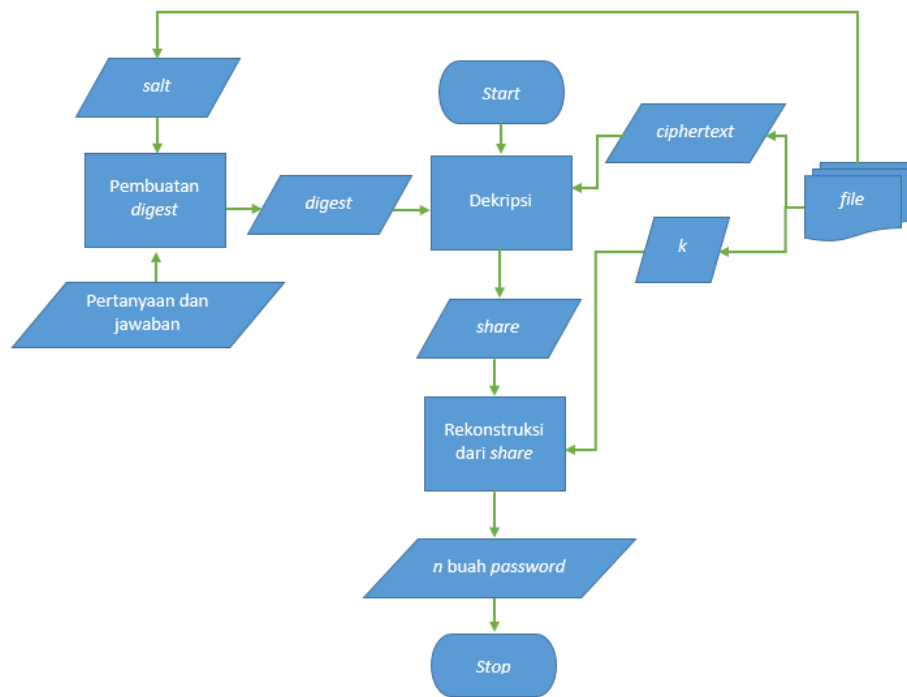 salt
Start
ciphertext
Pembuatan
digest
digest
Dekripsi
file
k
Pertanyaan dan
jawaban
share
Rekonstruksi
dari share
n buah password
Stop